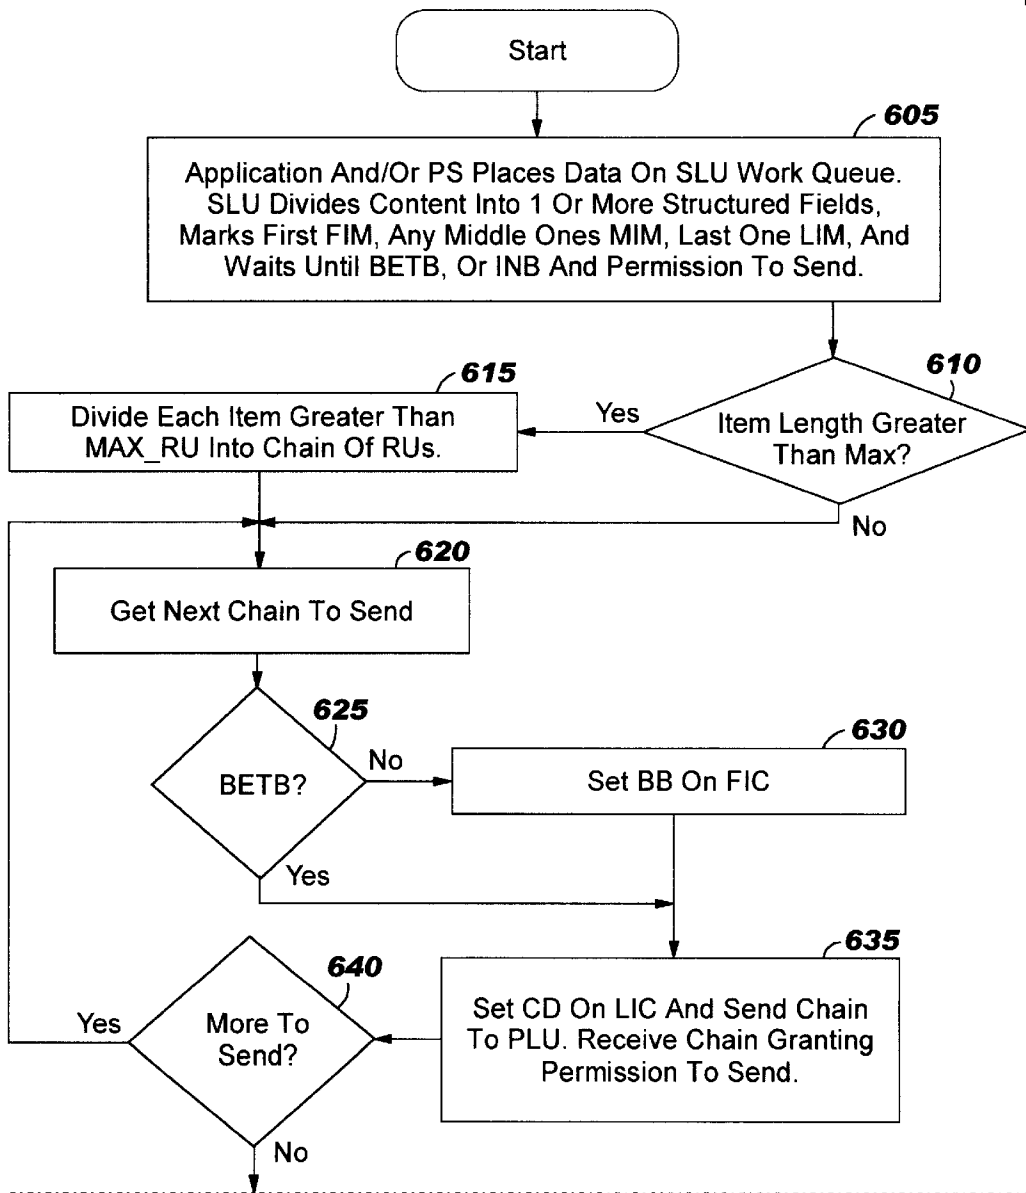 Start
605
Application And/Or PS Places Data On SLU Work Queue.
SLU Divides Content Into 1 Or More Structured Fields,
Marks First FIM, Any Middle Ones MIM, Last One LIM, And
Waits Until BETB, Or INB And Permission To Send.
610
Item Length Greater
Than Max?
Yes
No
615
Divide Each Item Greater Than
MAX_RU Into Chain Of RUs.
620
Get Next Chain To Send
625
BETB?
No
Yes
630
Set BB On FIC
635
Set CD On LIC And Send Chain
To PLU. Receive Chain Granting
Permission To Send.
640
More To
Send?
Yes
No